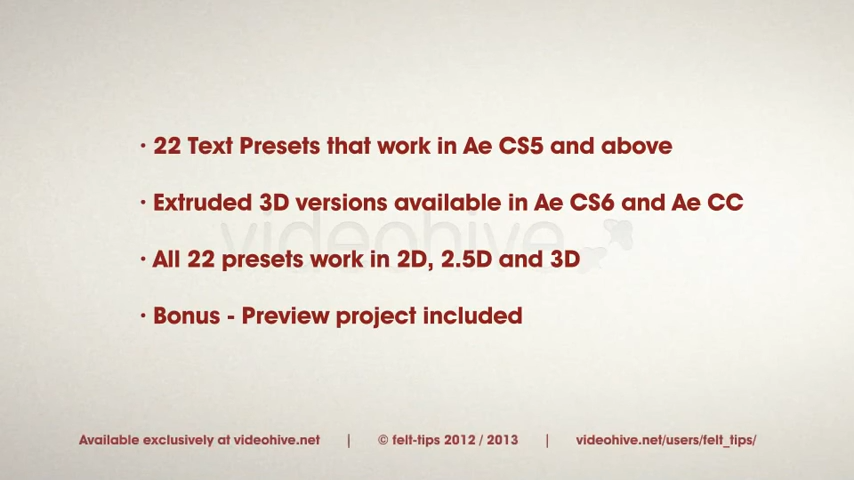 · 22 Text Presets that work in Ae CS5 and above
· Extruded 3D versions available in Ae CS6 and Ae CC
videohive
· All 22 presets work in 2D, 2.5D and 3D
· Bonus - Preview project included
Available exclusively at videohive.net | © felt-tips 2012 / 2013 | videohive.net/users/felt_tips/